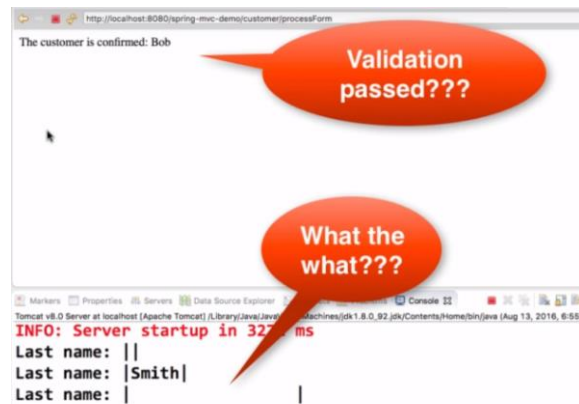 http://localhost:8080/spring-mvc-demo/customer/processForm
The customer is confirmed: Bob
Validation
passed???
What the
what???
Markers Properties Servers Data Source Explorer Console
Tomcat v8.0 Server at localhost [Apache Tomcat] /Library/Java/Java Machines/jdk1.8.0_92.jdk/Contents/Home/bin/java (Aug 13, 2016, 6:55
INFO: Server startup in 327 ms
Last name: ||
Last name: |Smith|
Last name: | |